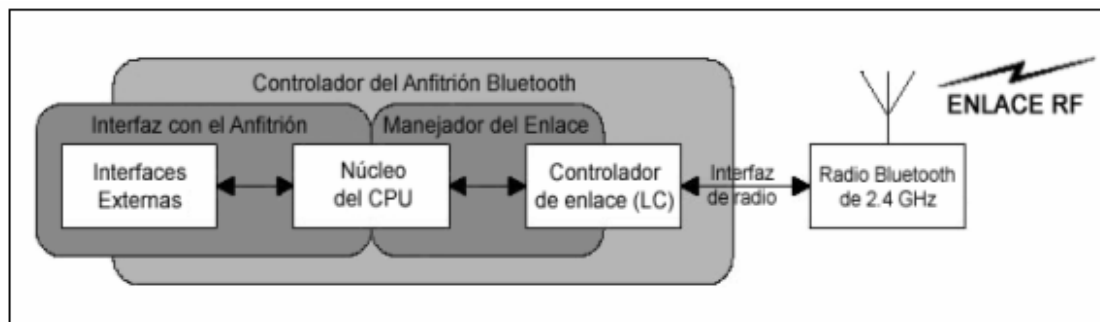 Controlador del Anfitrión Bluetooth
Interfaz con el Anfitrión
Manejador del Enlace
Interfaces
Externas
Núcleo
del CPU
Controlador
de enlace (LC)
Interfaz
de radio
Radio Bluetooth
de 2.4 GHz
ENLACE RF